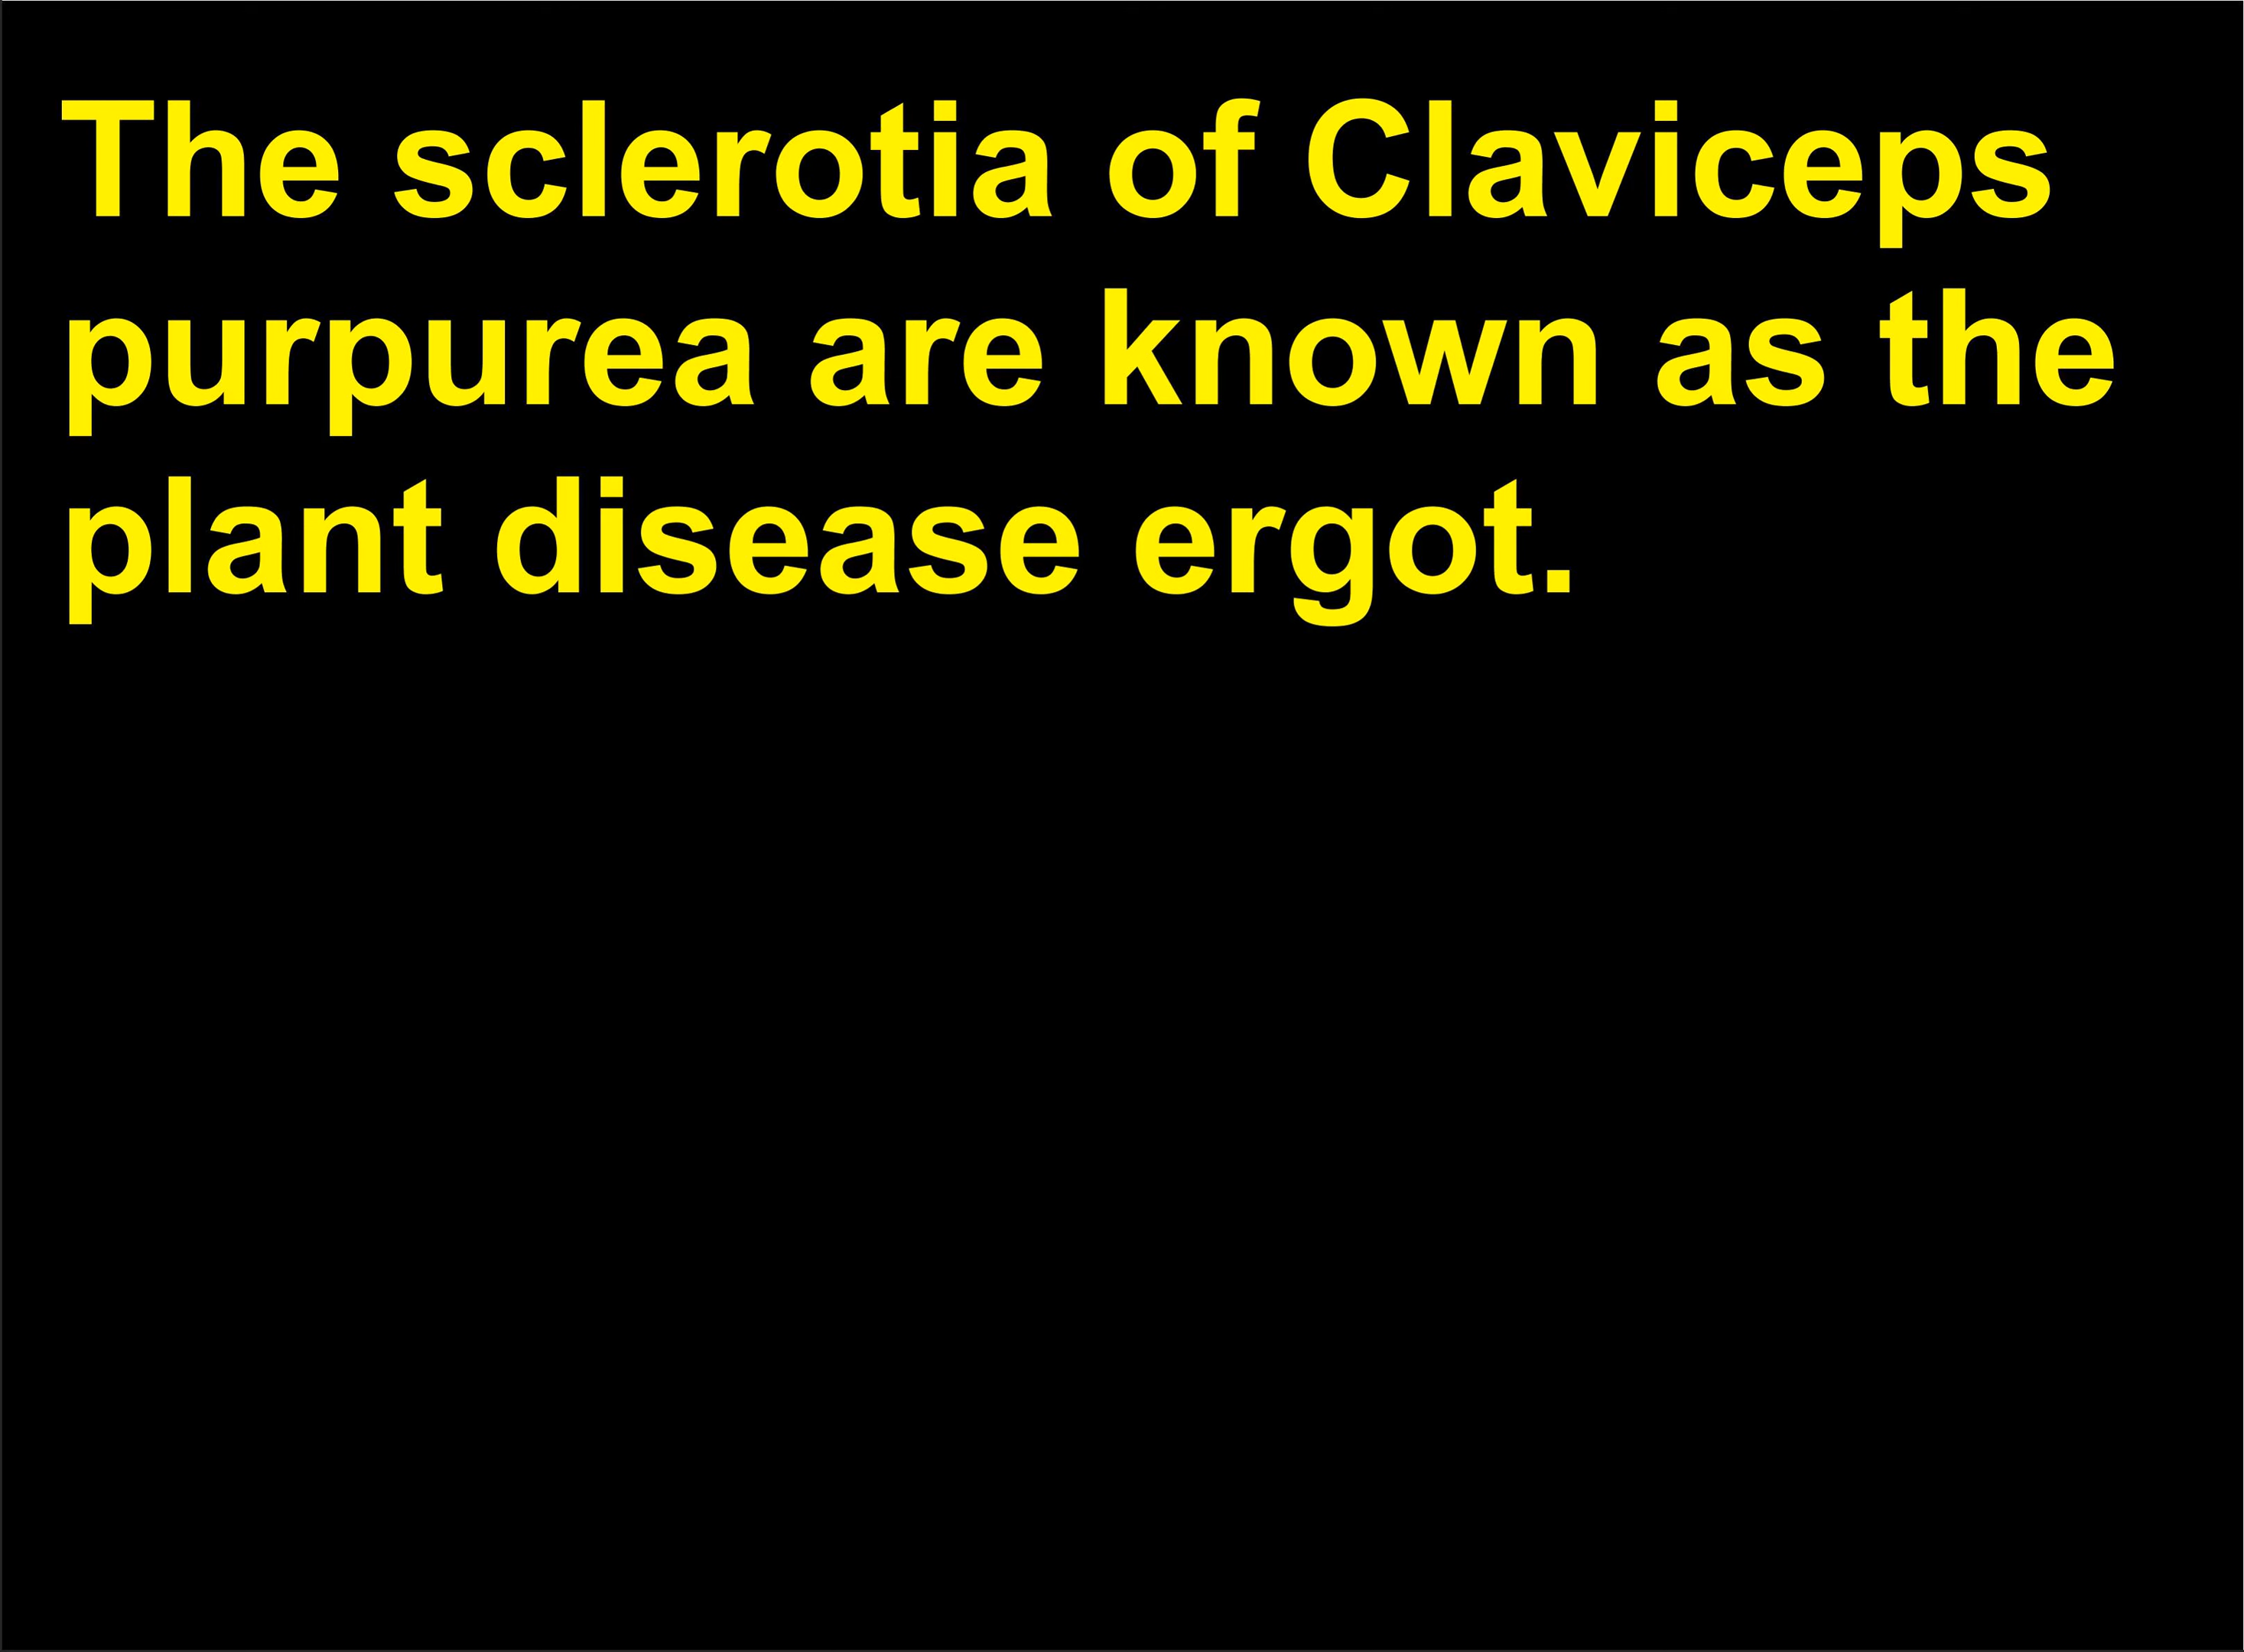 The sclerotia of Claviceps
purpurea are known as the
plant disease ergot.